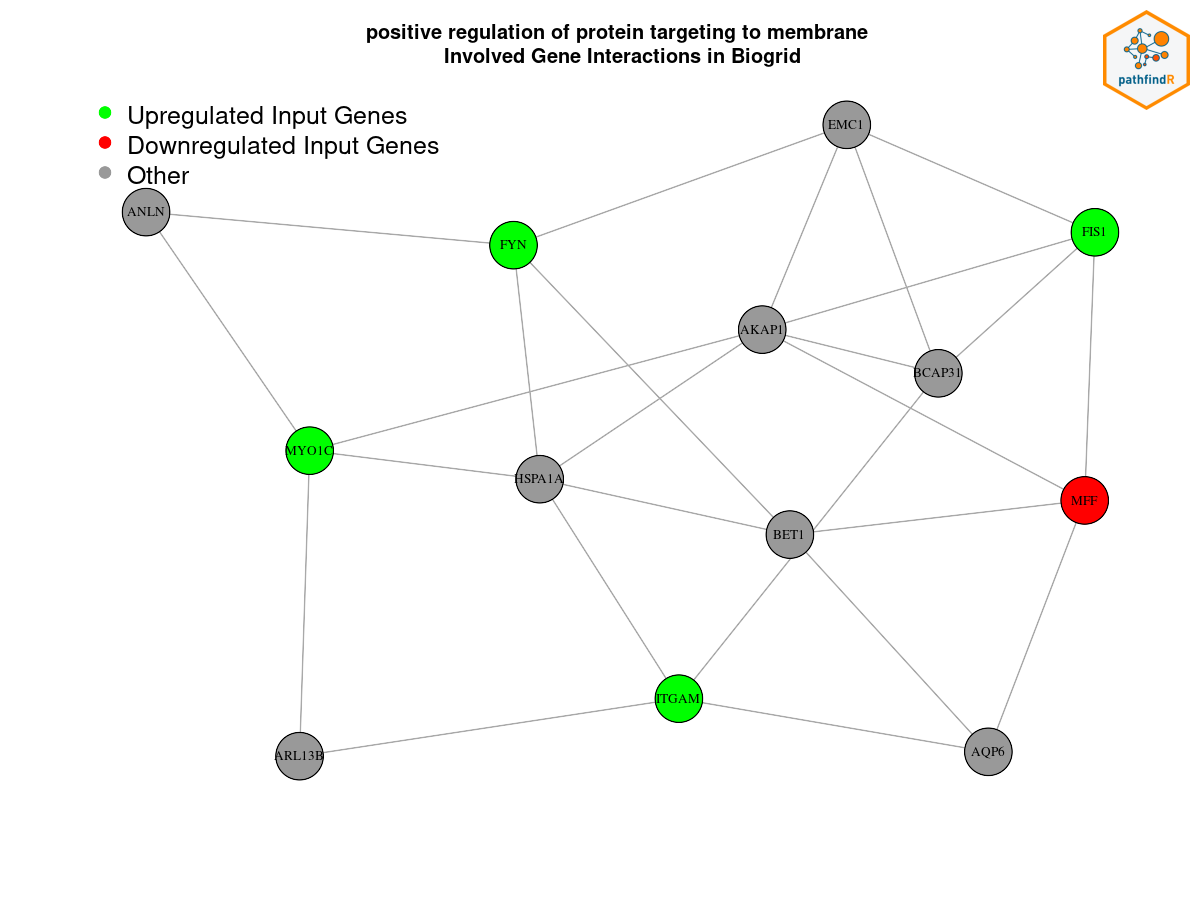 positive regulation of protein targeting to membrane
Involved Gene Interactions in Biogrid
pathfindR
Upregulated Input Genes
Downregulated Input Genes
Other
EMC1
ANLN
FYN
FIS1
AKAP1
BCAP31
MYO1C
HSPA1A
MFF
BET1
ITGAM
ARL13B
AQP6